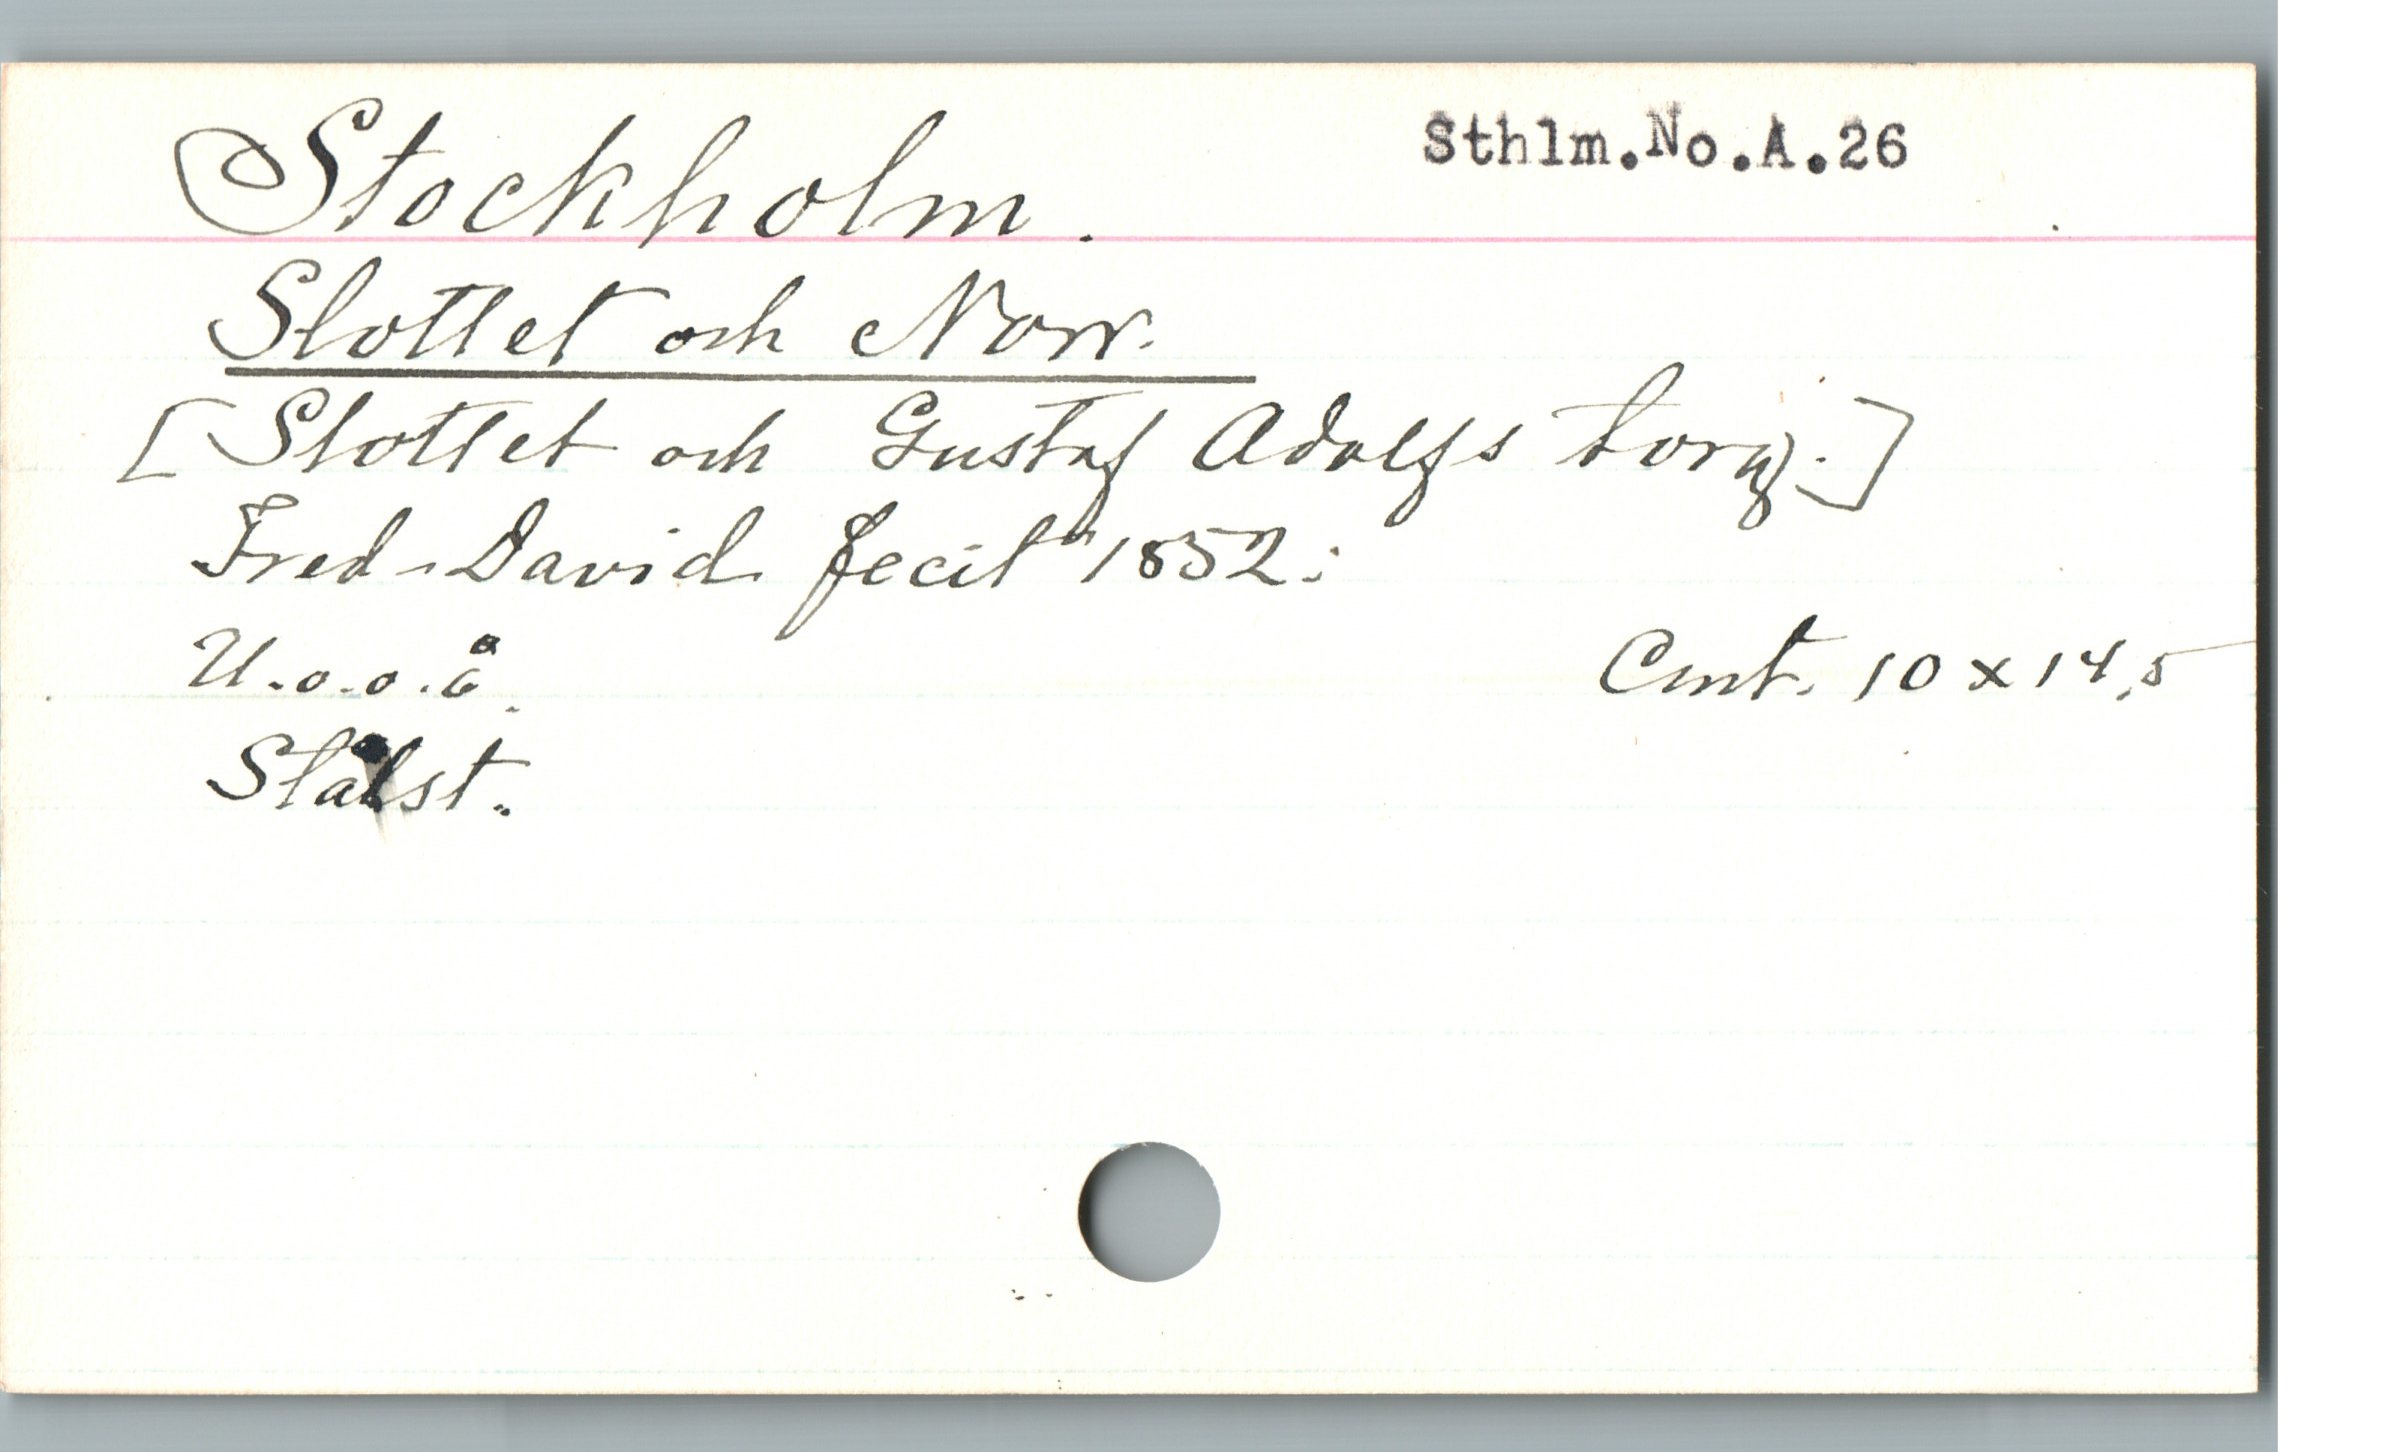 Stockholm.
Sthlm.No.A.26
Slottet och Norr.
[Slottet och Gustaf Adolfs torg.]
Fred. David fecit 1852.
U.o.o.å.
Cmt. 10 x 14,5
Stålst.